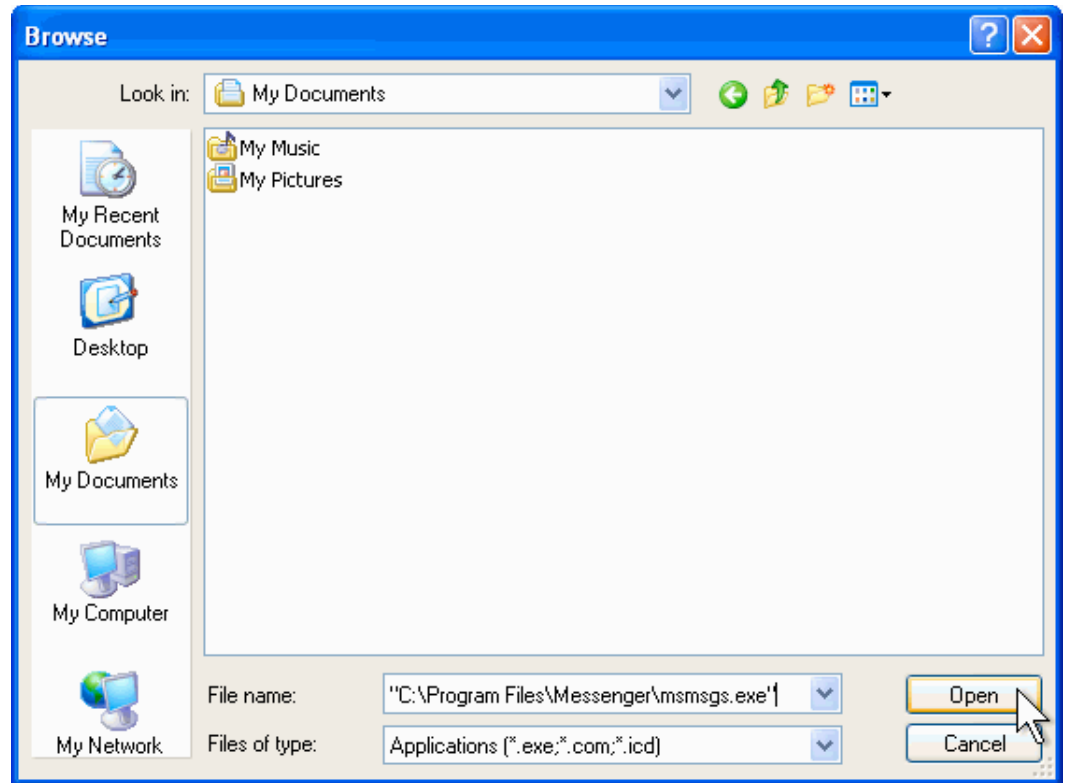 Browse
Look in:
My Documents
My Music
My Pictures
My Recent
Documents
Desktop
My Documents
My Computer
My Network
File name:
"C:\Program Files\Messenger\msmsgs.exe"
Open
Files of type:
Applications (*.exe;*.com;*.icd)
Cancel